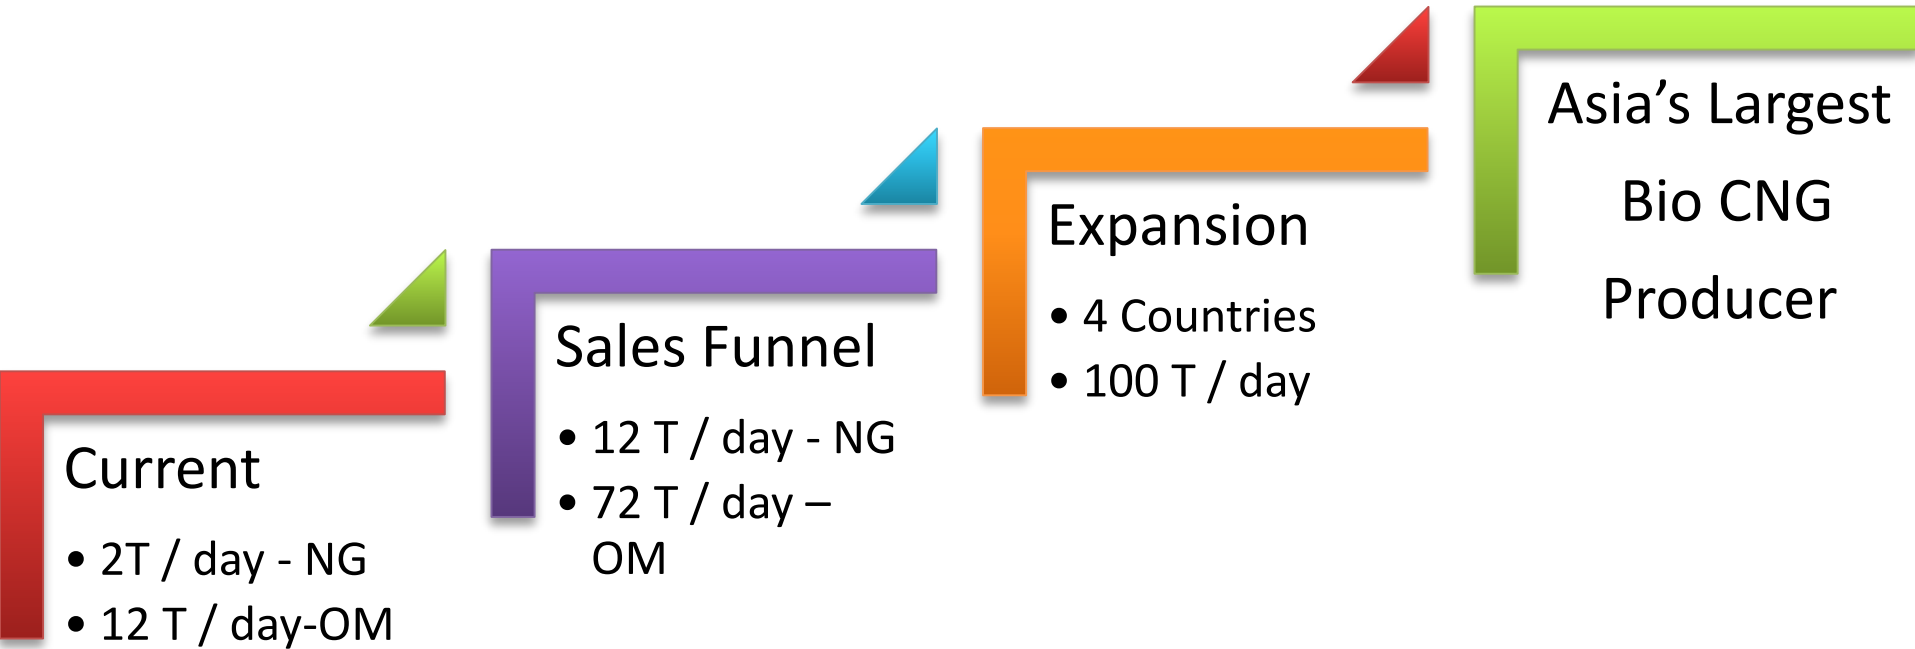 Current
• 2T / day - NG
• 12 T / day-OM
Sales Funnel
• 12 T / day - NG
• 72 T / day –
OM
Expansion
• 4 Countries
• 100 T / day
Asia’s Largest
Bio CNG
Producer